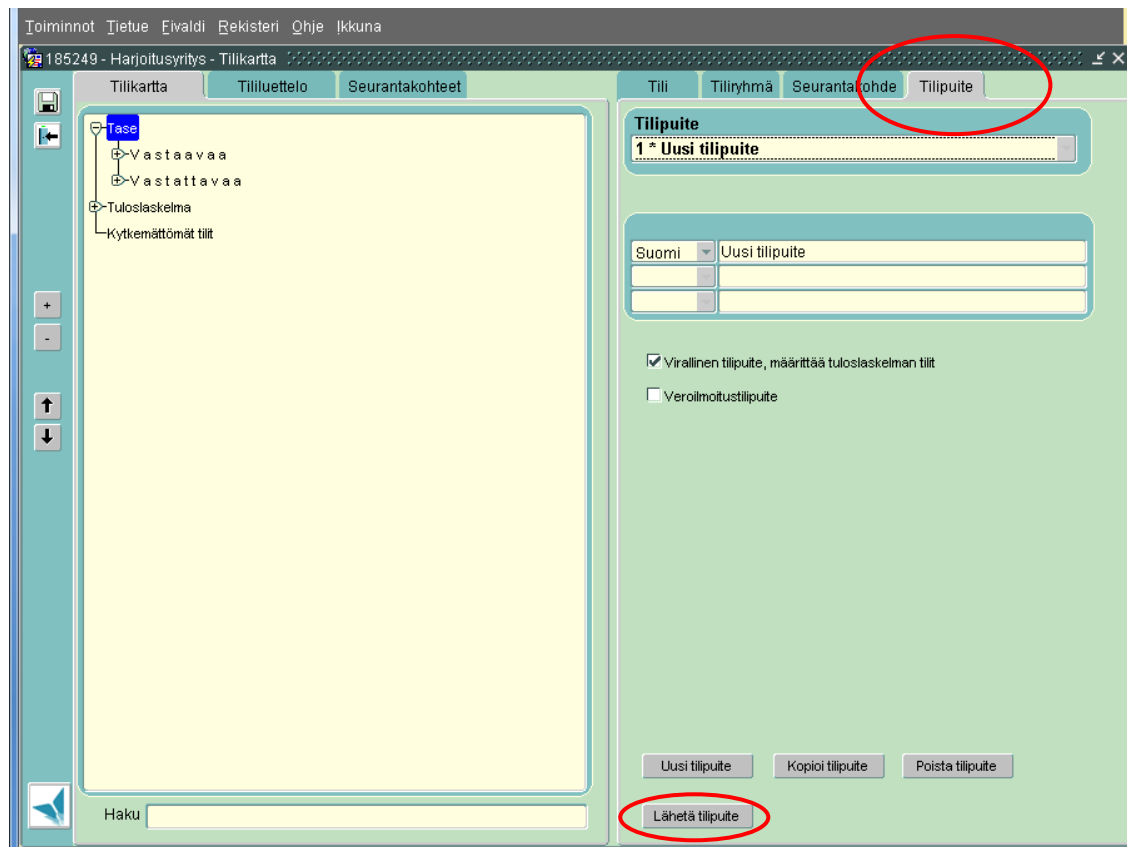 Toiminnot Tietue Eivaldi Rekisteri Ohje Ikkuna
185249 - Harjoitusyritys - Tilikartta
Tilikartta Tililuettelo Seurantakohteet
Tili Tiliryhmä Seurantakohde Tilipuite
Tase
Vastaavaa
Vastattavaa
Tuloslaskelma
Kytkemättömät tilit
Tilipuite
1 * Uusi tilipuite
Suomi Uusi tilipuite
+
-
Virallinen tilipuite, määrittää tuloslaskelman tilit
Veroilmoitustilipuite
Uusi tilipuite Kopioi tilipuite Poista tilipuite
Haku
Lähetä tilipuite